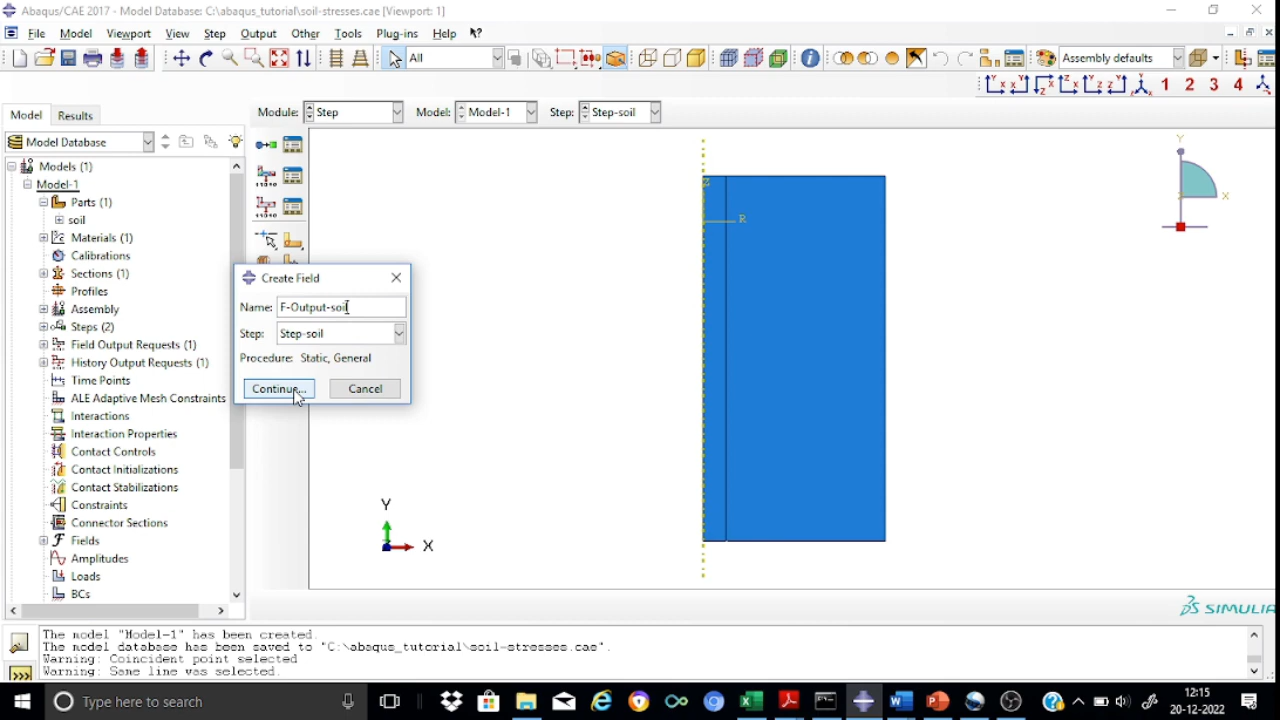 Abaqus/CAE 2017 - Model Database: C:\abaqus_tutorial\soil-stresses.cae [Viewport: 1]
File Model Viewport View Step Output Other Tools Plug-ins Help
All
Assembly defaults
1 2 3 4
Model Results
Module: Step Model: Model-1 Step: Step-soil
Model Database
Models (1)
Model-1
Parts (1)
soil
Materials (1)
Calibrations
Sections (1)
Profiles
Assembly
Steps (2)
Field Output Requests (1)
History Output Requests (1)
Time Points
ALE Adaptive Mesh Constraints
Interactions
Interaction Properties
Contact Controls
Contact Initializations
Contact Stabilizations
Constraints
Connector Sections
Fields
Amplitudes
Loads
BCs
Create Field
Name: F-Output-soil
Step: Step-soil
Procedure: Static, General
Continue... Cancel
Z
R
Y
X
Y
X
SIMULIA
The model "Model-1" has been created.
The model database has been saved to "C:\abaqus_tutorial\soil-stresses.cae".
Warning: Coincident point selected
Warning: Same line was selected.
Type here to search
12:15
20-12-2022